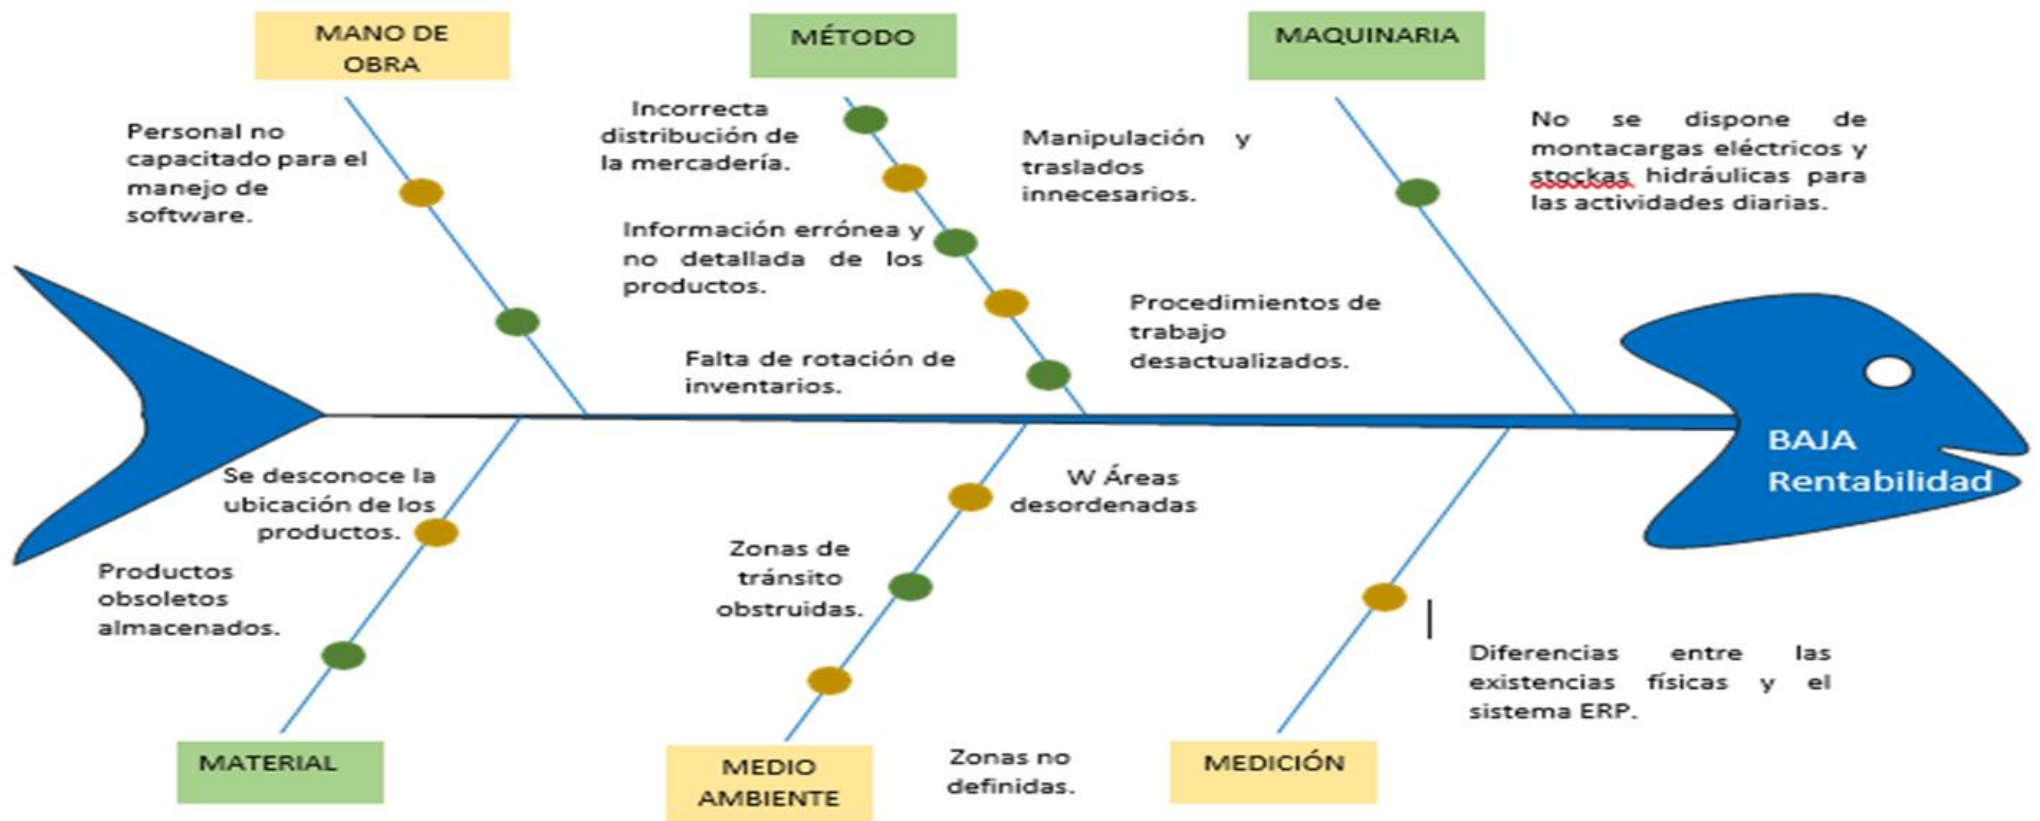 MANO DE
OBRA
MÉTODO
MAQUINARIA
Personal no
capacitado para el
manejo de
software.
Incorrecta
distribución de
la mercadería.
Manipulación y
traslados
innecesarios.
No se dispone de
montacargas eléctricos y
stockas hidráulicas para
las actividades diarias.
Información errónea y
no detallada de los
productos.
Procedimientos de
trabajo
desactualizados.
Falta de rotación de
inventarios.
BAJA
Rentabilidad
Se desconoce la
ubicación de los
productos.
Productos
obsoletos
almacenados.
W Áreas
desordenadas
Zonas de
tránsito
obstruidas.
Diferencias entre las
existencias físicas y el
sistema ERP.
Zonas no
definidas.
MATERIAL
MEDIO
AMBIENTE
MEDICIÓN